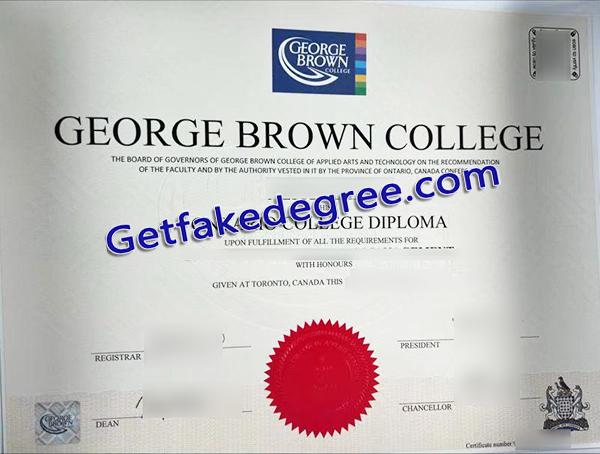 GEORGE
BROWN
COLLEGE
GEORGE BROWN COLLEGE
THE BOARD OF GOVERNORS OF GEORGE BROWN COLLEGE OF APPLIED ARTS AND TECHNOLOGY ON THE RECOMMENDATION
OF THE FACULTY AND BY THE AUTHORITY VESTED IN IT BY THE PROVINCE OF ONTARIO, CANADA
Getfakedegree.com
COLLEGE DIPLOMA
UPON FULFILLMENT OF ALL THE REQUIREMENTS FOR
WITH HONOURS
GIVEN AT TORONTO, CANADA THIS
REGISTRAR
PRESIDENT
DEAN
CHANCELLOR
GEORGE
BROWN
Certificate number